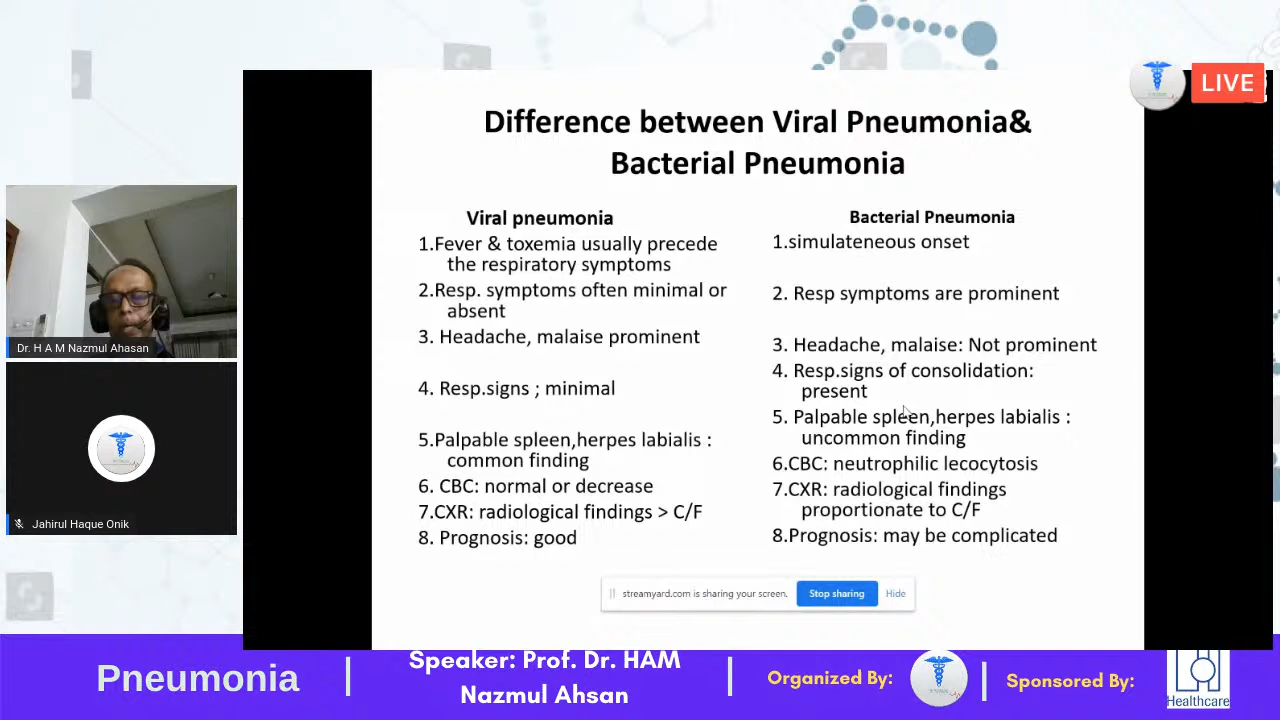 LIVE
Difference between Viral Pneumonia&
Bacterial Pneumonia
Viral pneumonia
1.Fever & toxemia usually precede
the respiratory symptoms
2.Resp. symptoms often minimal or
absent
3. Headache, malaise prominent
4. Resp.signs ; minimal
5.Palpable spleen,herpes labialis :
common finding
6. CBC: normal or decrease
7.CXR: radiological findings > C/F
8. Prognosis: good
Bacterial Pneumonia
1.simulateneous onset
2. Resp symptoms are prominent
3. Headache, malaise: Not prominent
4. Resp.signs of consolidation:
present
5. Palpable spleen,herpes labialis :
uncommon finding
6.CBC: neutrophilic lecocytosis
7.CXR: radiological findings
proportionate to C/F
8.Prognosis: may be complicated
Dr. H A M Nazmul Ahasan
Jahirul Haque Onik
streamyard.com is sharing your screen.
Stop sharing
Hide
Pneumonia
Speaker: Prof. Dr. HAM
Nazmul Ahsan
Organized By:
Sponsored By:
Healthcare